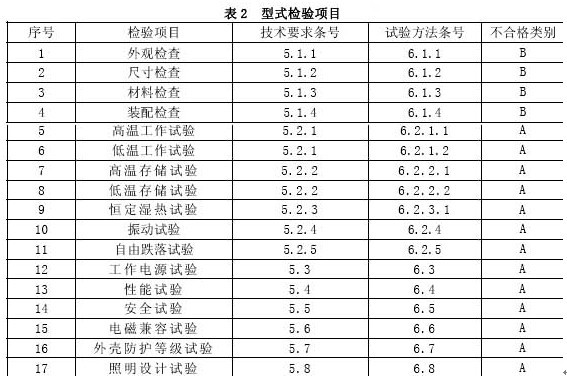 表2 型式检验项目
序号 检验项目 技术要求条号 试验方法条号 不合格类别
1 外观检查 5.1.1 6.1.1 B
2 尺寸检查 5.1.2 6.1.2 B
3 材料检查 5.1.3 6.1.3 B
4 装配检查 5.1.4 6.1.4 B
5 高温工作试验 5.2.1 6.2.1.1 A
6 低温工作试验 5.2.1 6.2.1.2 A
7 高温存储试验 5.2.2 6.2.2.1 A
8 低温存储试验 5.2.2 6.2.2.2 A
9 恒定湿热试验 5.2.3 6.2.3.1 A
10 振动试验 5.2.4 6.2.4 A
11 自由跌落试验 5.2.5 6.2.5 A
12 工作电源试验 5.3 6.3 A
13 性能试验 5.4 6.4 A
14 安全试验 5.5 6.5 A
15 电磁兼容试验 5.6 6.6 A
16 外壳防护等级试验 5.7 6.7 A
17 照明设计试验 5.8 6.8 A